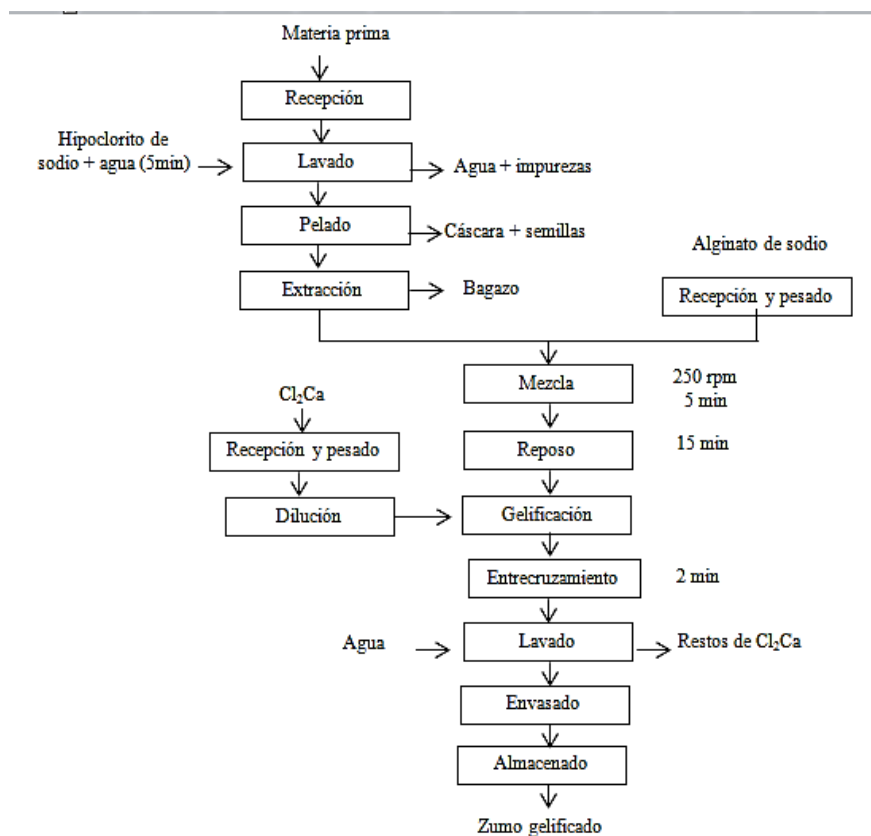 Materia prima
Recepción
Hipoclorito de
sodio + agua (5min)
Lavado
Agua + impurezas
Pelado
Cáscara + semillas
Extracción
Bagazo
Alginato de sodio
Recepción y pesado
Mezcla
250 rpm
5 min
Cl₂Ca
Recepción y pesado
Reposo
15 min
Dilución
Gelificación
Entrecruzamiento
2 min
Agua
Lavado
Restos de Cl₂Ca
Envasado
Almacenado
Zumo gelificado